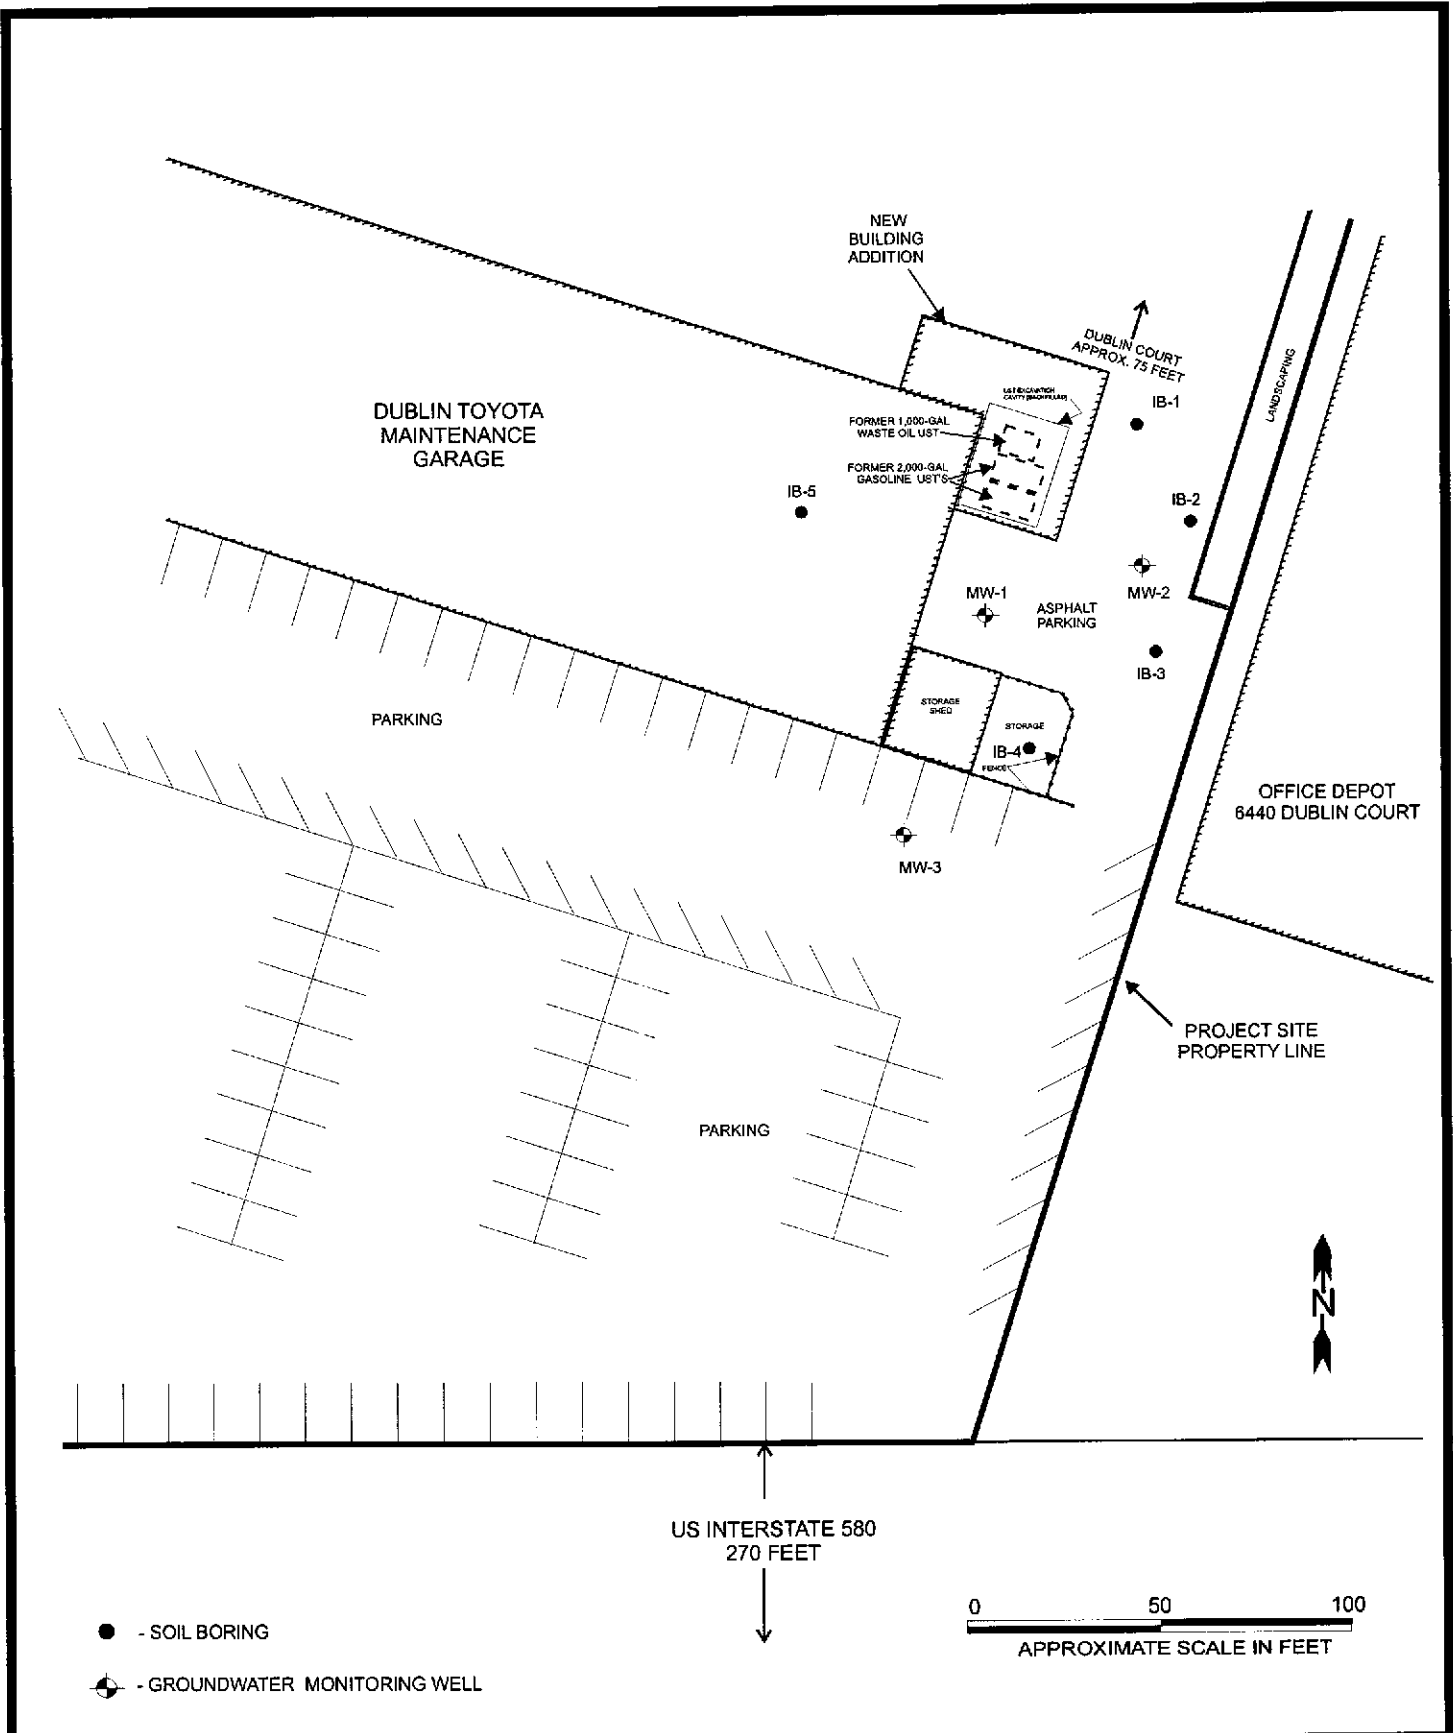 NEW
BUILDING
ADDITION
DUBLIN COURT
APPROX. 75 FEET
LANDSCAPING
UST EXCAVATION
CAVITY (BACKFILLED)
IB-1
DUBLIN TOYOTA
MAINTENANCE
GARAGE
FORMER 1,000-GAL
WASTE OIL UST
FORMER 2,000-GAL
GASOLINE UST'S
IB-5
IB-2
MW-1
MW-2
ASPHALT
PARKING
IB-3
STORAGE
SHED
STORAGE
IB-4
FENCE
PARKING
OFFICE DEPOT
6440 DUBLIN COURT
MW-3
PROJECT SITE
PROPERTY LINE
PARKING
N
US INTERSTATE 580
270 FEET
0 50 100
APPROXIMATE SCALE IN FEET
- SOIL BORING
- GROUNDWATER MONITORING WELL